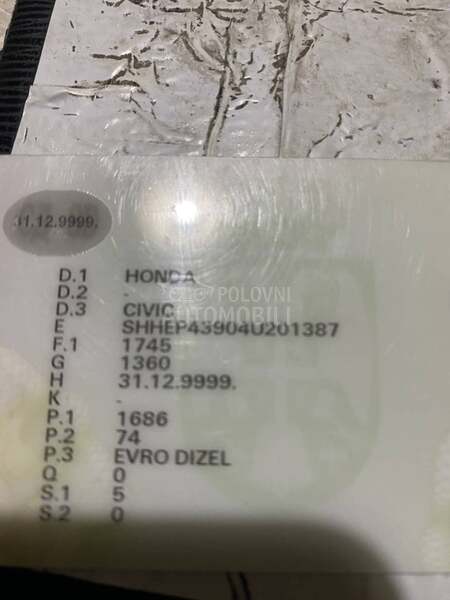 31.12.9999.
D.1 HONDA
D.2 -
POLOVNI
D.3 CIVIC
AUTOMOBILI
E SHHEP43904U201387
F.1 1745
G 1360
H 31.12.9999.
K -
P.1 1686
P.2 74
P.3 EVRO DIZEL
Q 0
S.1 5
S.2 0